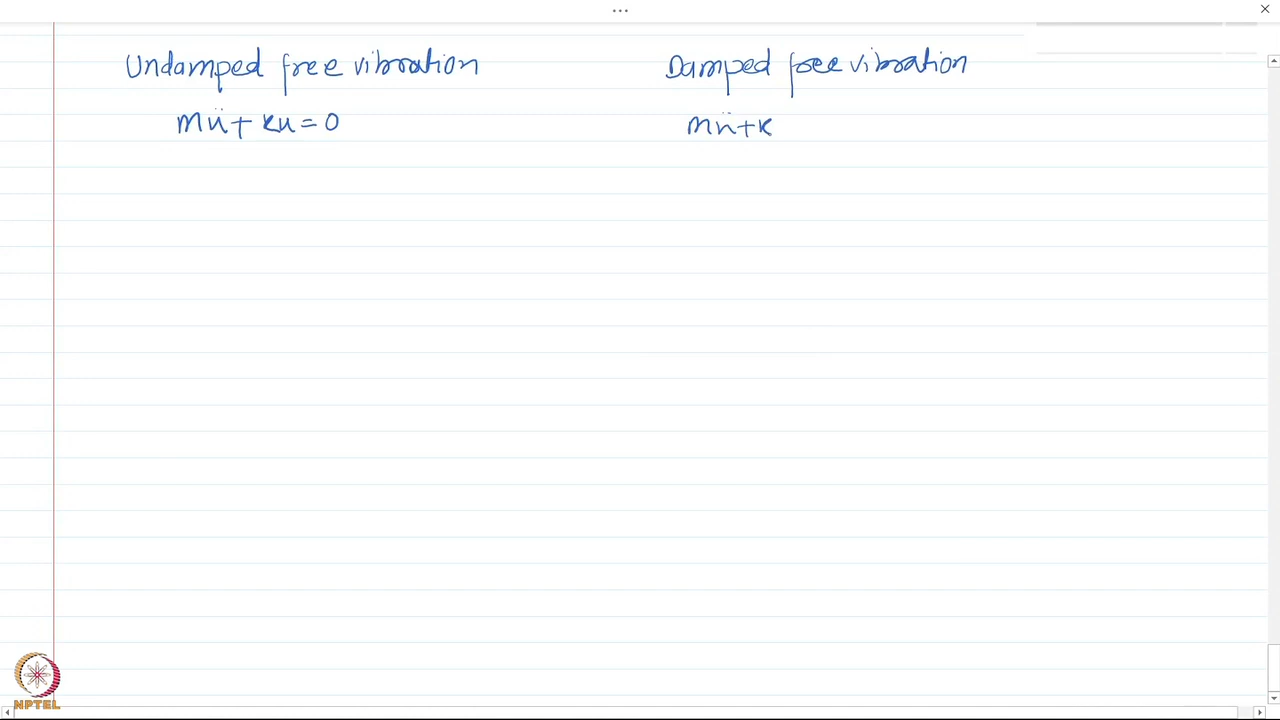 Undamped free vibration
mü + ku = 0
Damped free vibration
mü + k
NPTEL